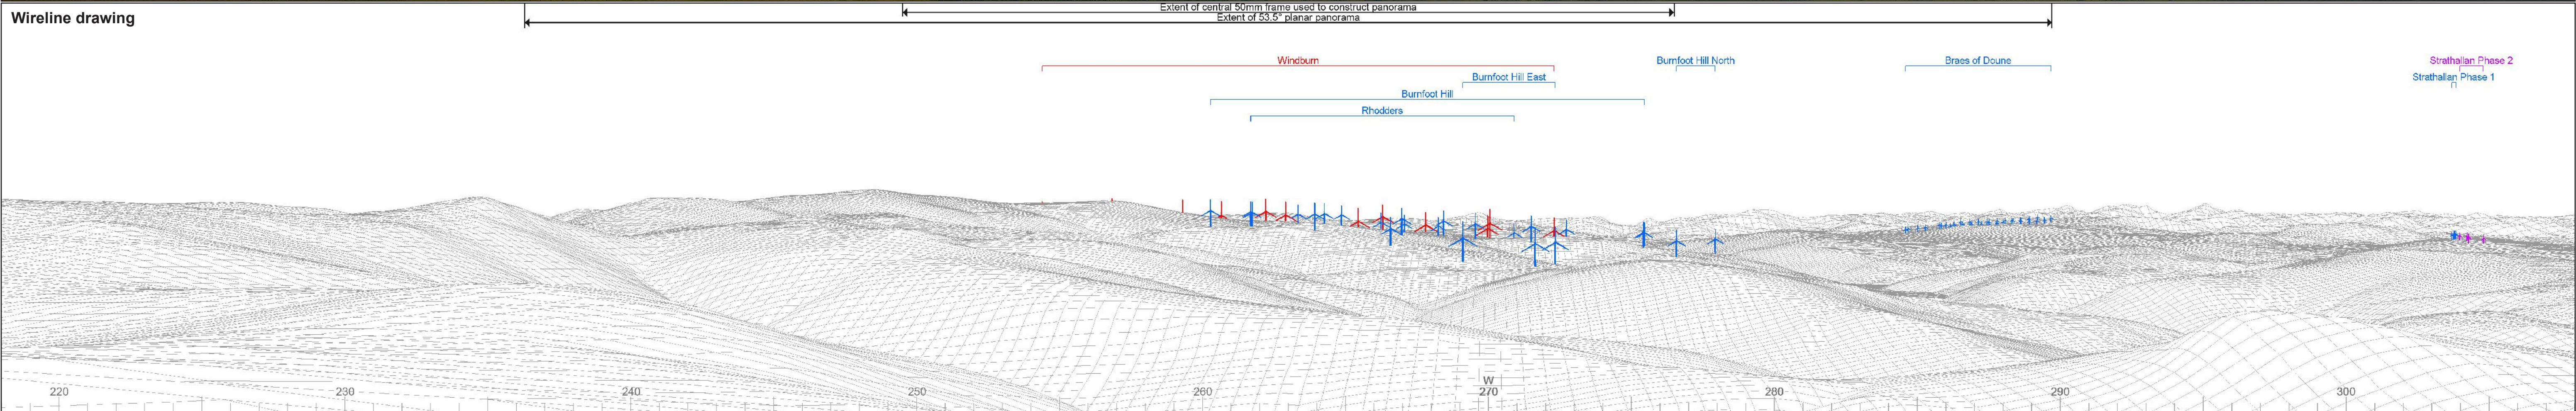 Wireline drawing
Extent of central 50mm frame used to construct panorama
Extent of 53.5° planar panorama
Windburn
Burnfoot Hill North
Braes of Doune
Strathallan Phase 2
Burnfoot Hill East
Strathallan Phase 1
Burnfoot Hill
Rhodders
W
220 230 240 250 260 270 280 290 300